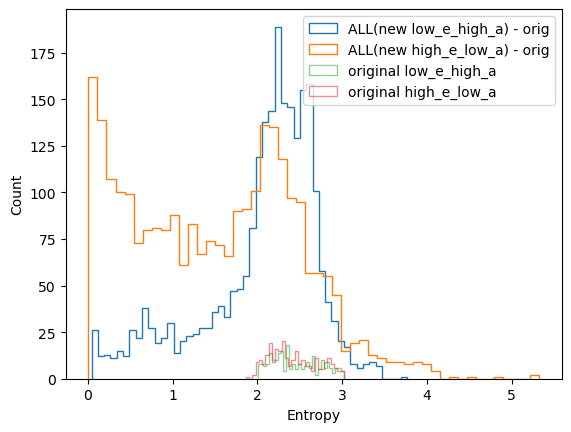 ALL(new low_e_high_a) - orig
ALL(new high_e_low_a) - orig
original low_e_high_a
original high_e_low_a
175
150
125
100
75
50
25
0
Count
0 1 2 3 4 5
Entropy